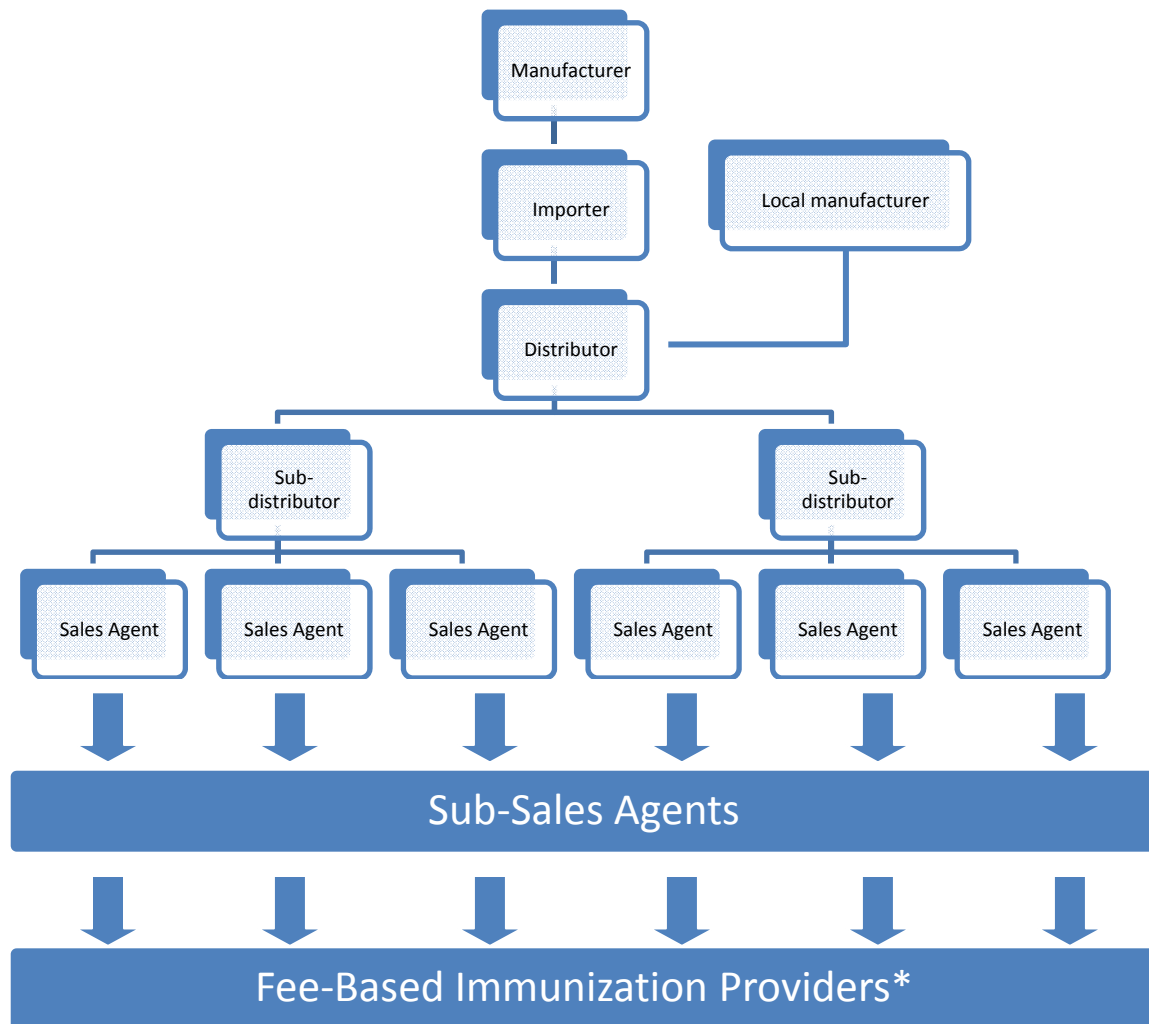 Manufacturer
Importer
Local manufacturer
Distributor
Sub-
distributor
Sub-
distributor
Sales Agent
Sales Agent
Sales Agent
Sales Agent
Sales Agent
Sales Agent
Sub-Sales Agents
Fee-Based Immunization Providers*